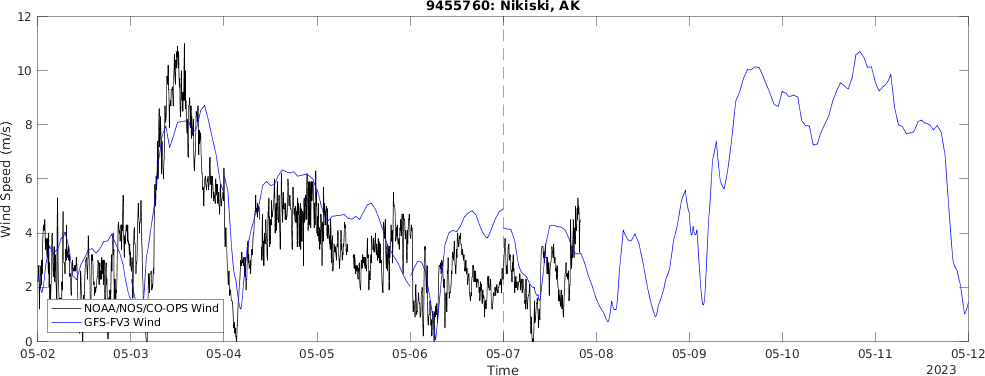 9455760: Nikiski, AK
Wind Speed (m/s)
12
10
8
6
4
2
0
NOAA/NOS/CO-OPS Wind
GFS-FV3 Wind
05-02 05-03 05-04 05-05 05-06 05-07 05-08 05-09 05-10 05-11 05-12
Time
2023